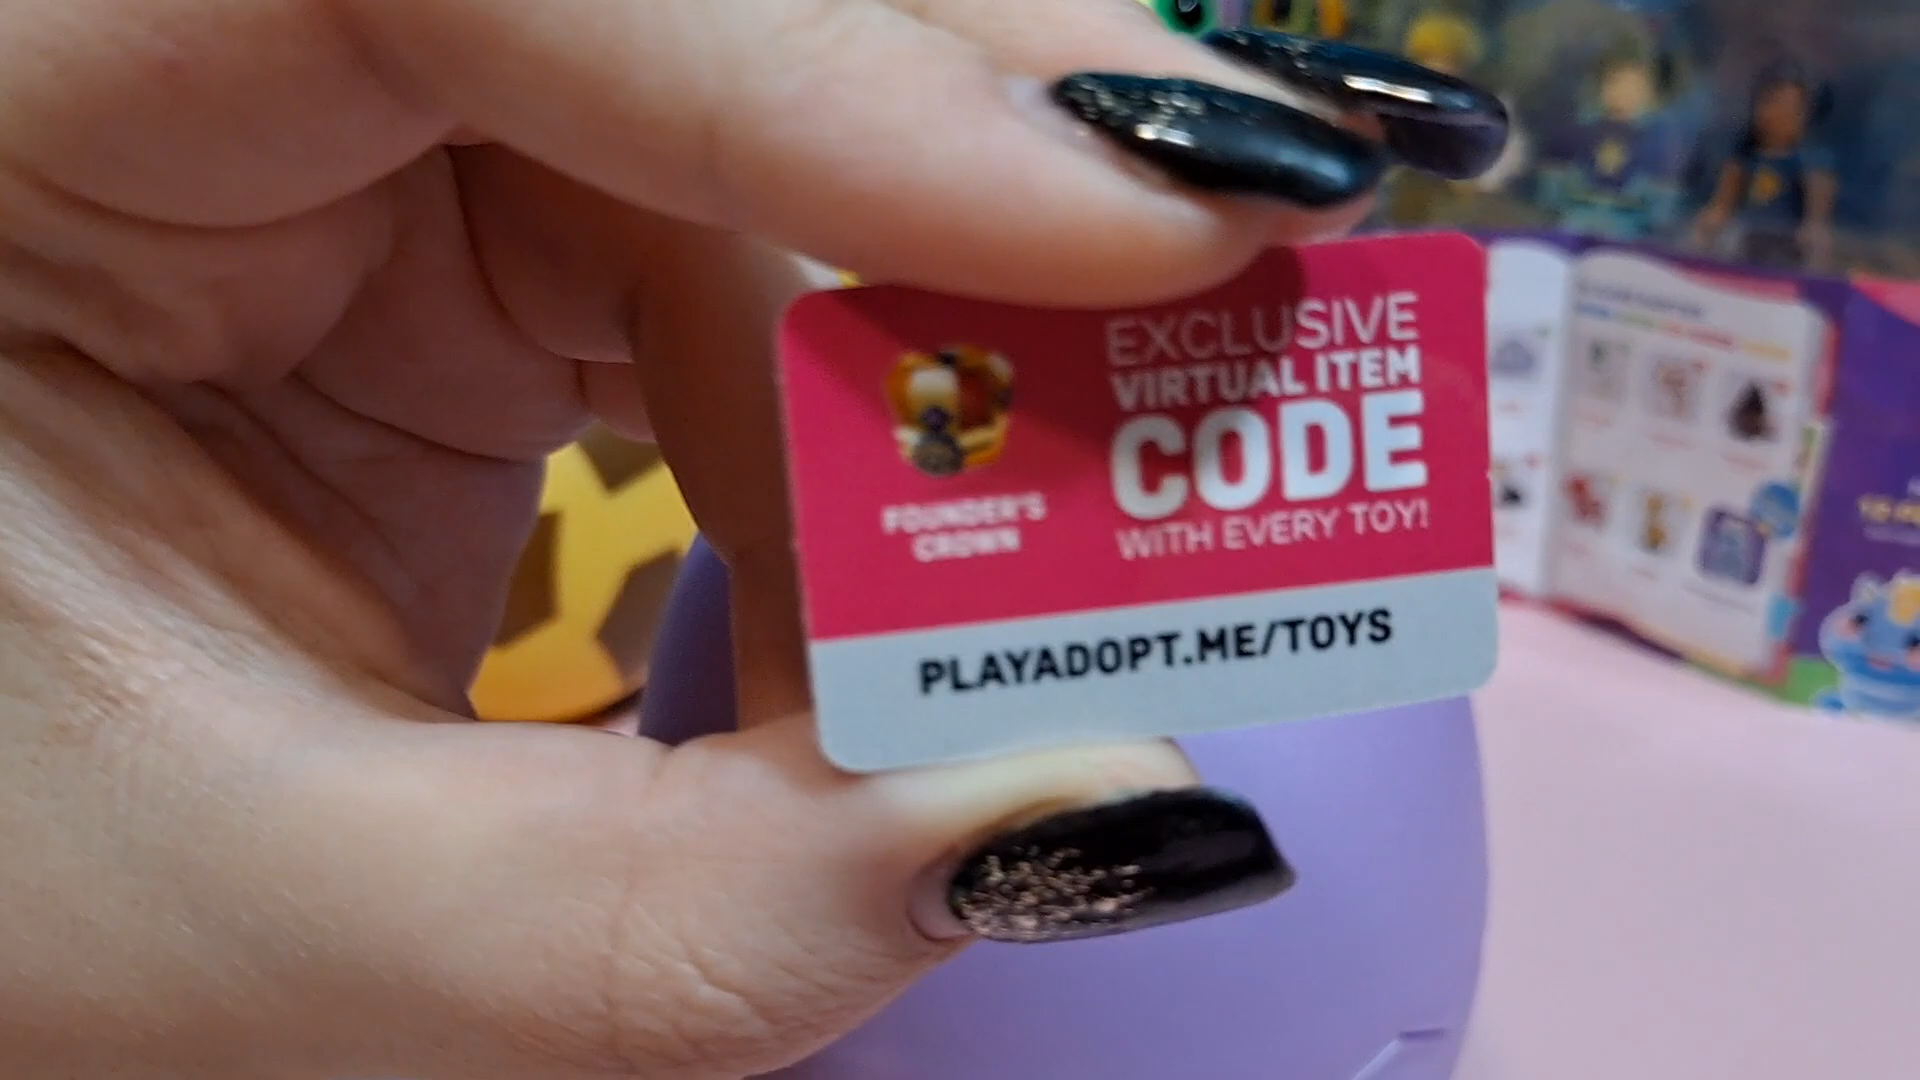 FOUNDER'S
CROWN
EXCLUSIVE
VIRTUAL ITEM
CODE
WITH EVERY TOY!
PLAYADOPT.ME/TOYS